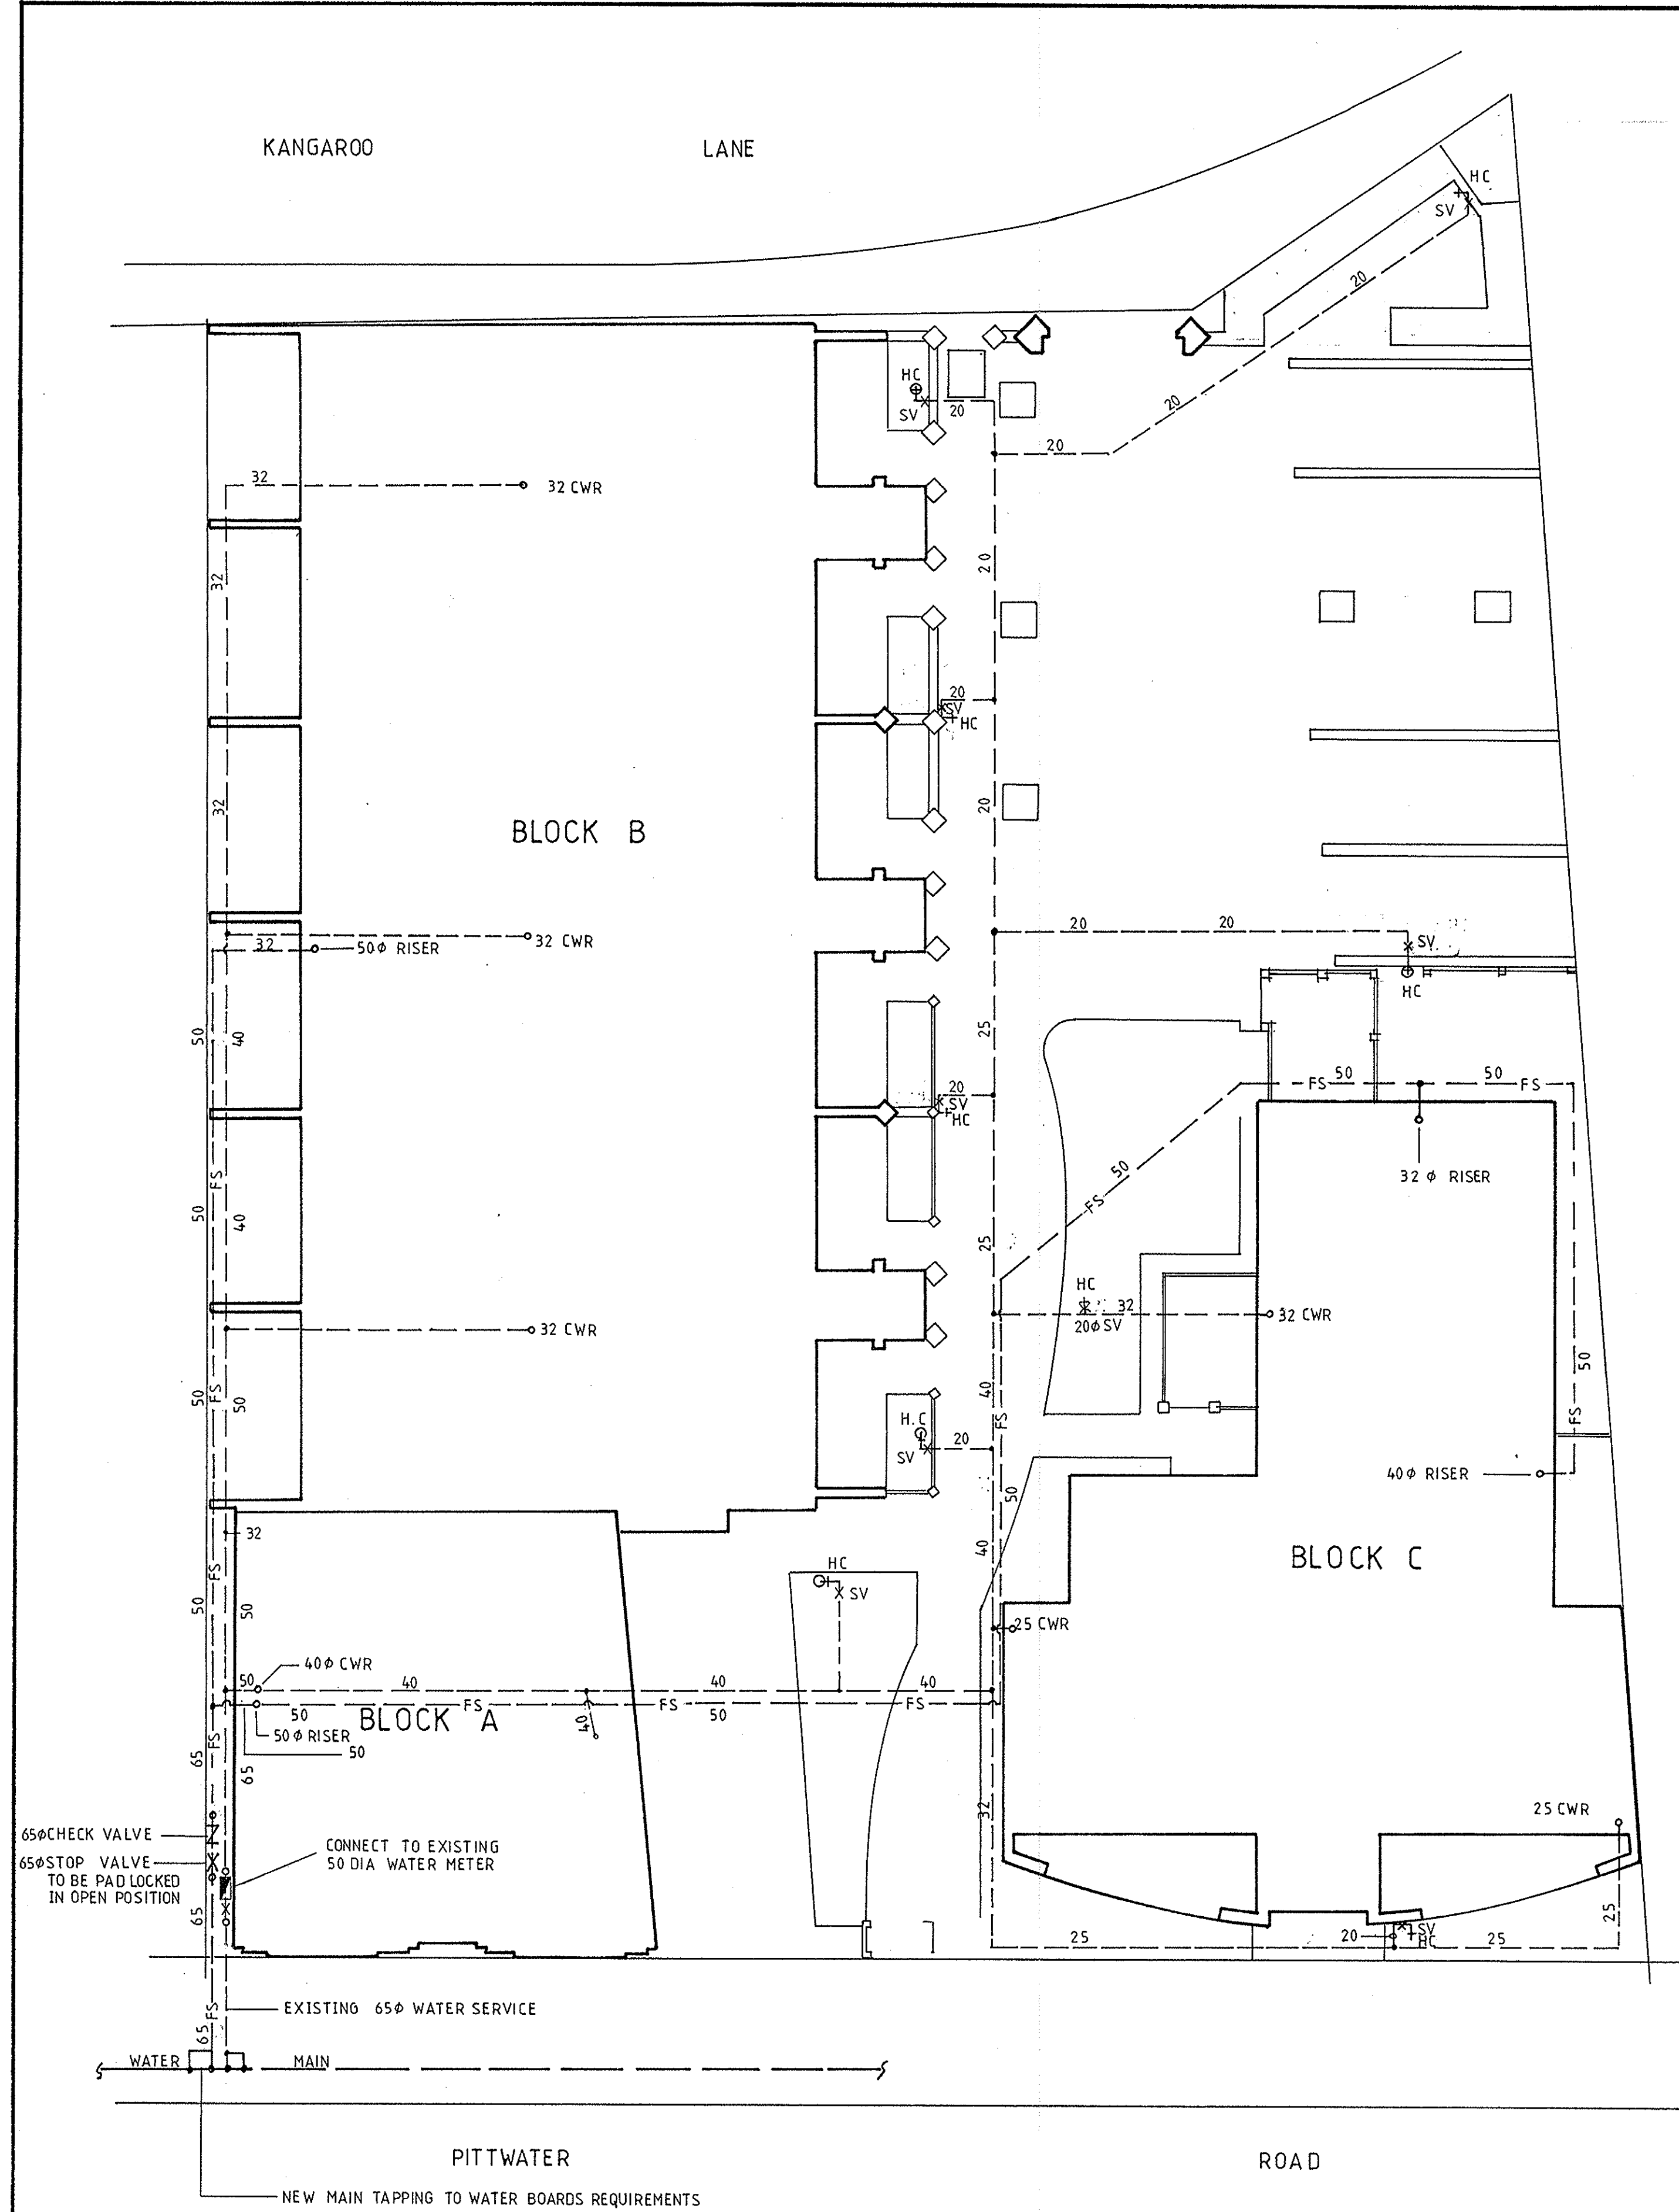 KANGAROO LANE
HC
SV
20
HC
SV
20
20
20
32
32 CWR
20
32
20
SV
HC
32
20
BLOCK B
20
20
SV
HC
32
50φ RISER
32 CWR
50
40
25
20
SV
HC
FS
50
50
FS
50
FS
50
40
FS
25
32 φ RISER
HC
32
20φSV
32 CWR
32 CWR
50
FS
50
40
FS
50
FS
H.C
SV
20
40φ RISER
50
32
FS
40
BLOCK C
HC
SV
50
50
25 CWR
40φ CWR
50
40
40
40
FS
FS
FS
50
50
BLOCK A
40
50φ RISER
50
FS
65
65
32
25 CWR
65φCHECK VALVE
65φSTOP VALVE
TO BE PADLOCKED
IN OPEN POSITION
CONNECT TO EXISTING
50 DIA WATER METER
65
25
25
20
SV
HC
25
EXISTING 65φ WATER SERVICE
FS
65
WATER MAIN
PITTWATER ROAD
NEW MAIN TAPPING TO WATER BOARDS REQUIREMENTS